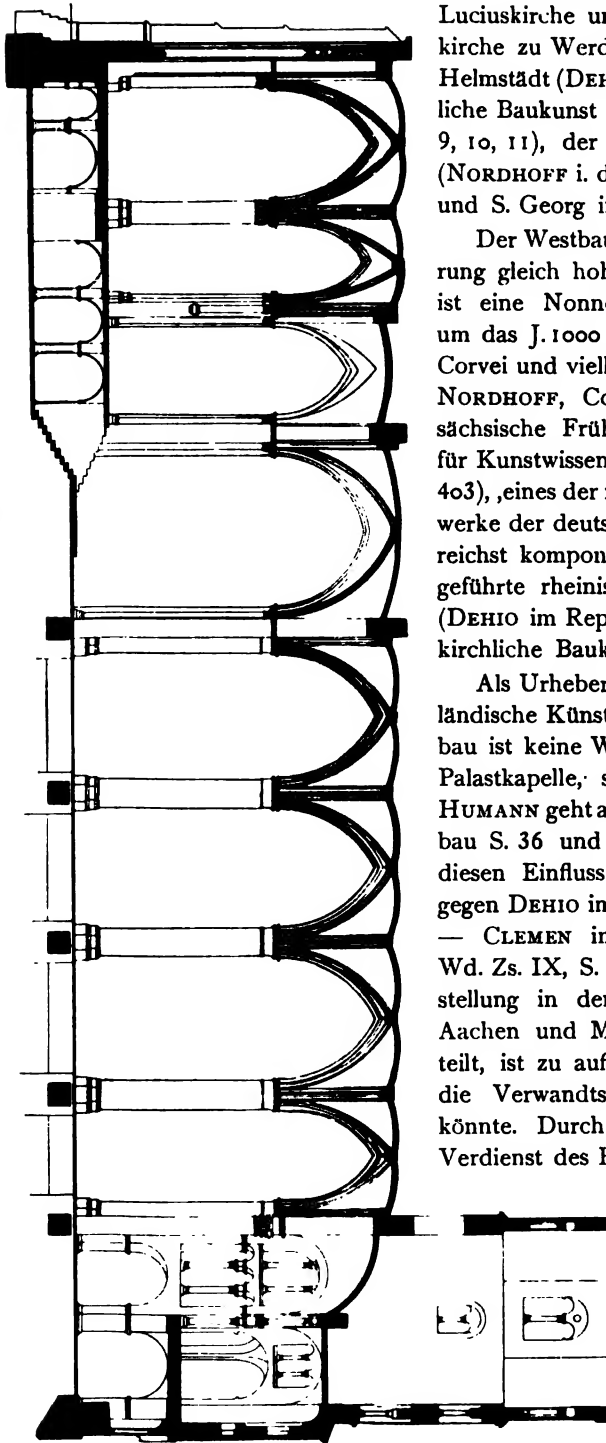 Luciuskirche un
kirche zu Werd
Helmstädt (DEH
liche Baukunst
9, 10, 11), der
(NORDHOFF i. d
und S. Georg i
Der Westbau
rung gleich hoh
ist eine Nonne
um das J. 1000
Corvei und viell
NORDHOFF, Co
sächsische Früh
für Kunstwissen
403), ‚eines der
werke der deuts
reichst kompon
geführte rheinis
(DEHIO im Rep
kirchliche Bauk
Als Urheber
ländische Künst
bau ist keine W
Palastkapelle, s
HUMANN geht a
bau S. 36 und
diesen Einfluss
gegen DEHIO im
— CLEMEN in
Wd. Zs. IX, S.
stellung in der
Aachen und M
teilt, ist zu auf
die Verwandts
könnte. Durch
Verdienst des